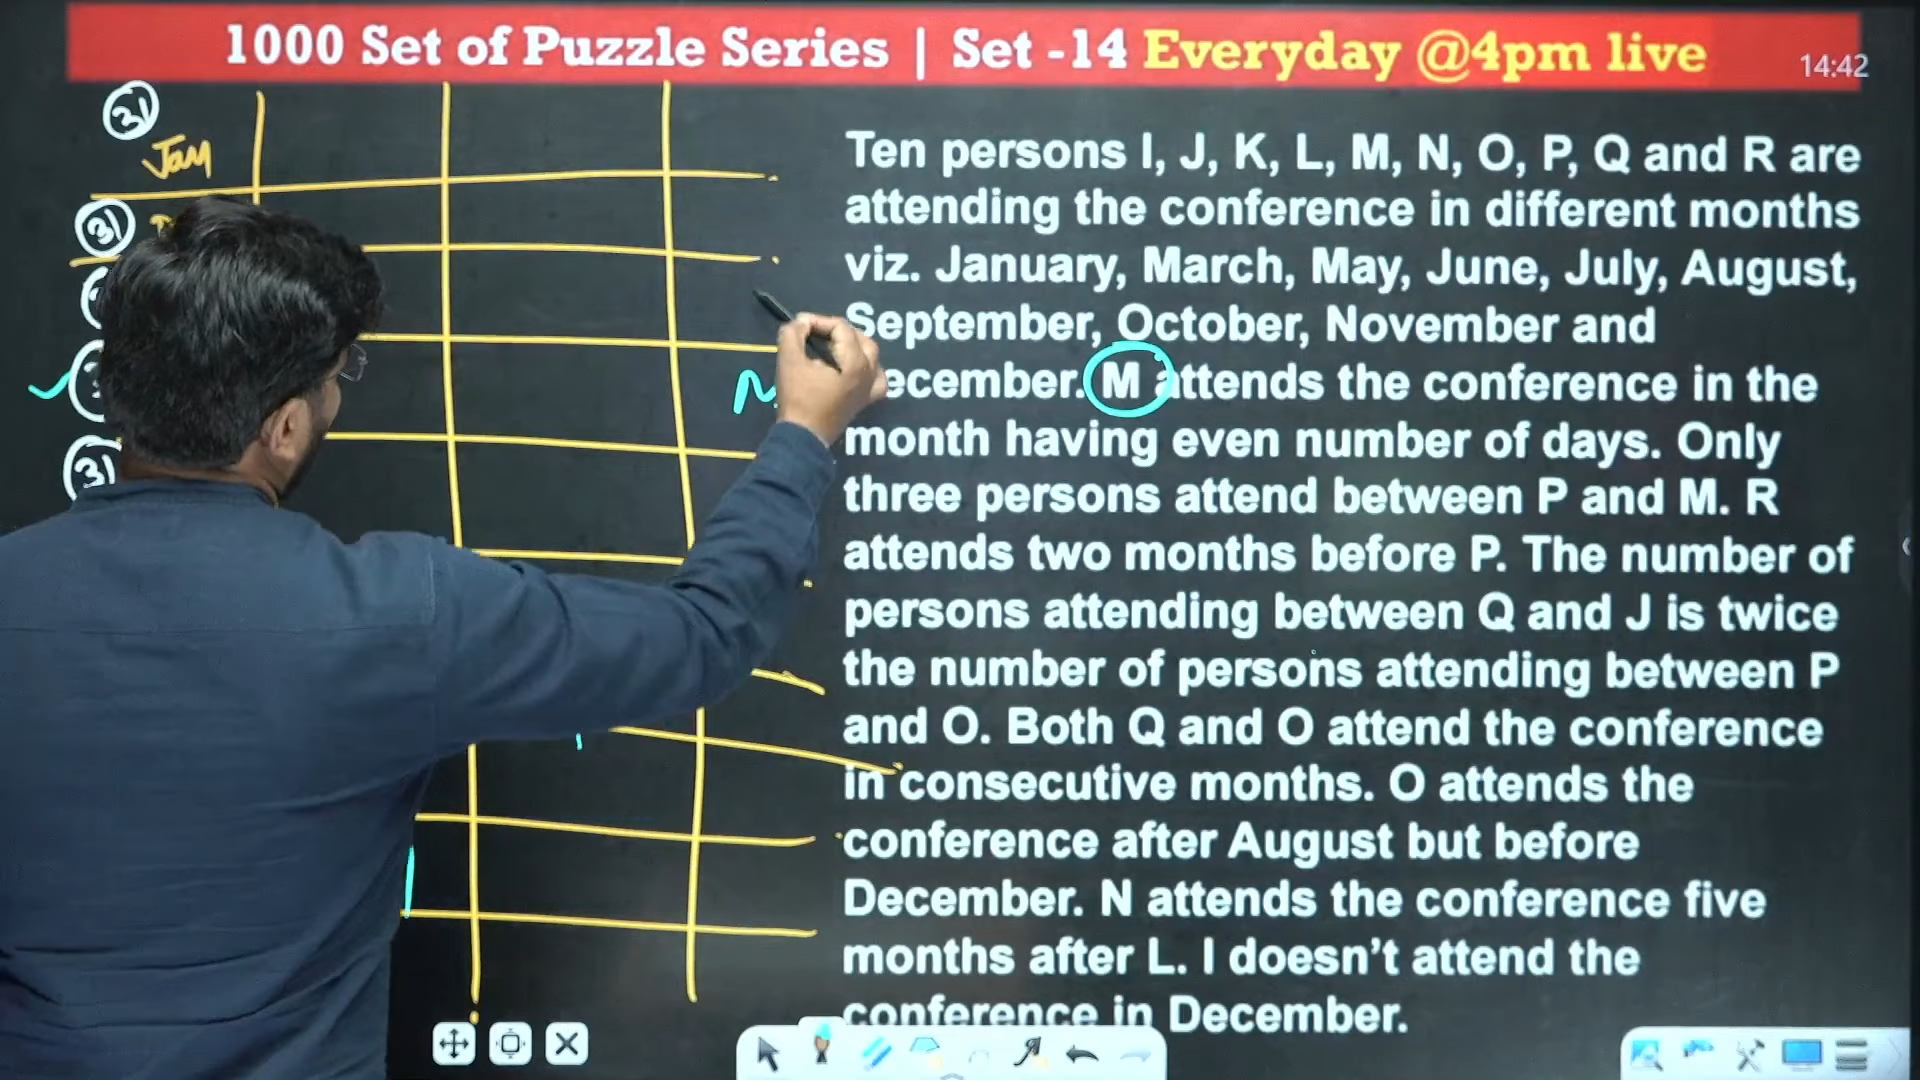 1000 Set of Puzzle Series | Set -14 Everyday @4pm live
14:42
31
Jan
31
31
M
Ten persons I, J, K, L, M, N, O, P, Q and R are
attending the conference in different months
viz. January, March, May, June, July, August,
September, October, November and
ecember. M attends the conference in the
month having even number of days. Only
three persons attend between P and M. R
attends two months before P. The number of
persons attending between Q and J is twice
the number of persons attending between P
and O. Both Q and O attend the conference
in consecutive months. O attends the
conference after August but before
December. N attends the conference five
months after L. I doesn't attend the
conference in December.